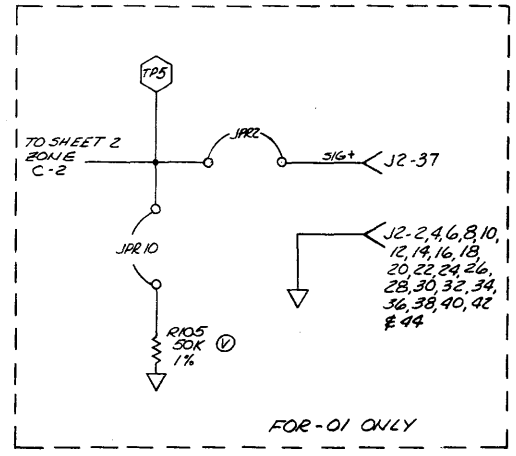 TP5
TO SHEET 2
ZONE
C-2
JPR2
SIG+
J2-37
JPR10
J2-2,4,6,8,10,
12,14,16,18,
20,22,24,26,
28,30,32,34,
36,38,40,42
& 44
R105
50K Ⓥ
1%
FOR -01 ONLY